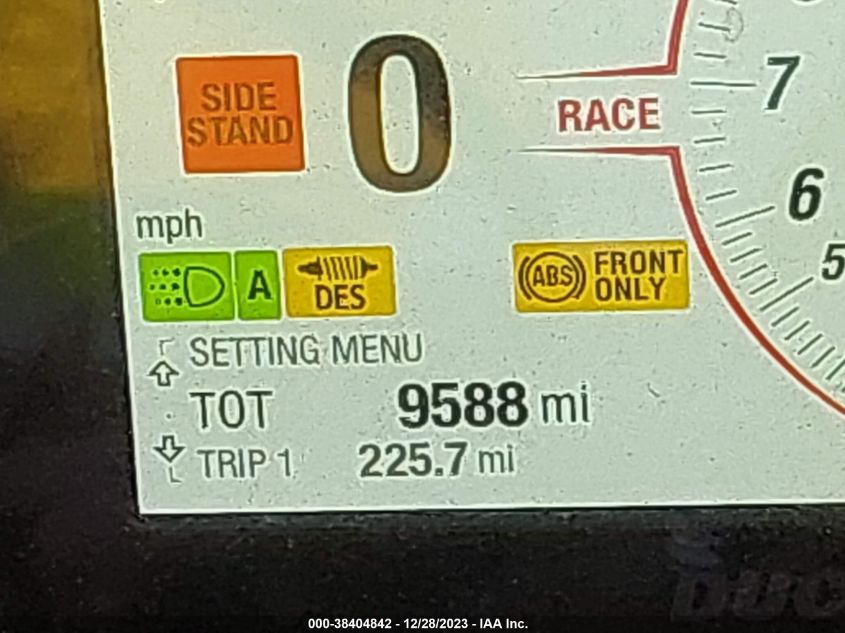 SIDE
STAND
0
RACE
7
6
5
mph
A
DES
ABS
FRONT
ONLY
SETTING MENU
TOT 9588 mi
TRIP 1 225.7 mi
DUC
000-38404842 - 12/28/2023 - IAA Inc.